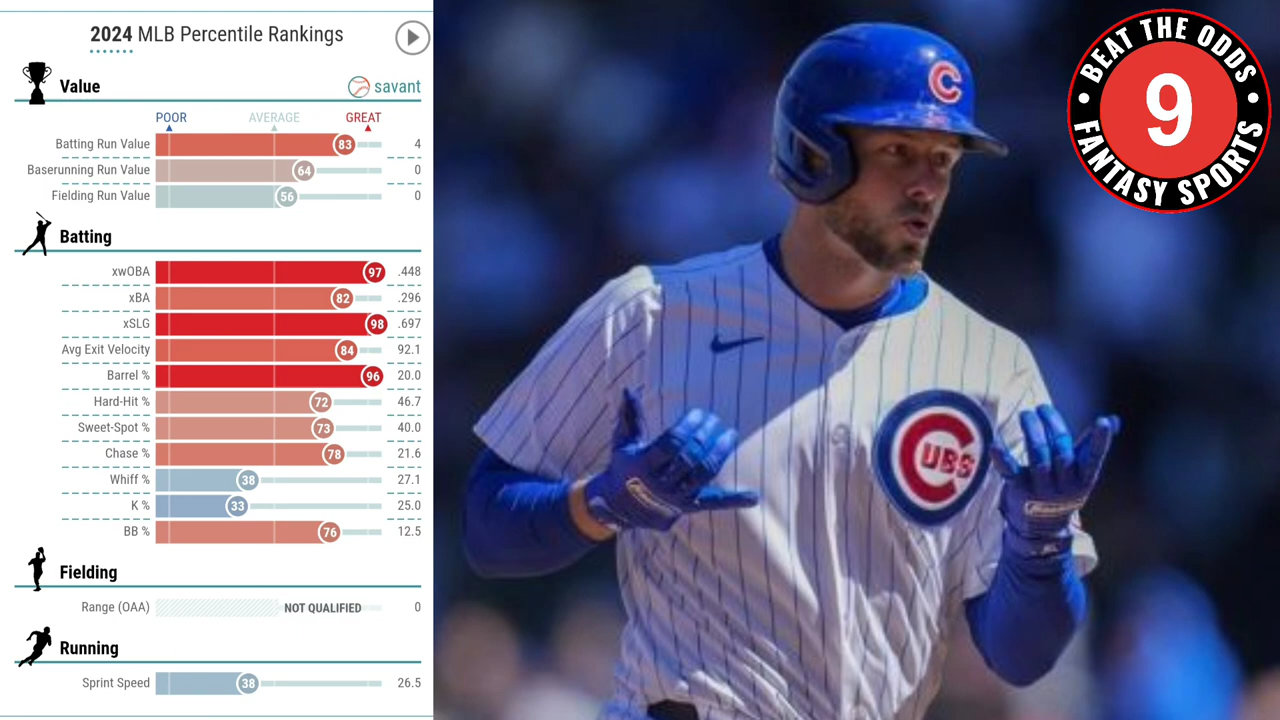 2024 MLB Percentile Rankings
Value
savant
POOR AVERAGE GREAT
Batting Run Value 83 4
Baserunning Run Value 64 0
Fielding Run Value 56 0
Batting
xwOBA 97 .448
xBA 82 .296
xSLG 98 .697
Avg Exit Velocity 84 92.1
Barrel % 96 20.0
Hard-Hit % 72 46.7
Sweet-Spot % 73 40.0
Chase % 78 21.6
Whiff % 38 27.1
K % 33 25.0
BB % 76 12.5
Fielding
Range (OAA) NOT QUALIFIED 0
Running
Sprint Speed 38 26.5
C
CUBS
BEAT THE ODDS
9
FANTASY SPORTS